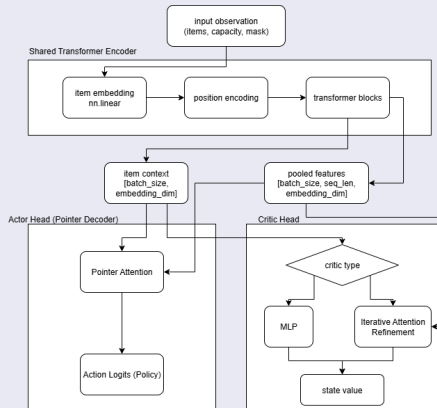 input observation
(items, capacity, mask)
Shared Transformer Encoder
item embedding
nn.linear
position encoding
transformer blocks
item context
[batch_size,
embedding_dim]
pooled features
[batch_size, seq_len,
embedding_dim]
Actor Head (Pointer Decoder)
Critic Head
Pointer Attention
critic type
MLP
Iterative Attention
Refinement
Action Logits (Policy)
state value